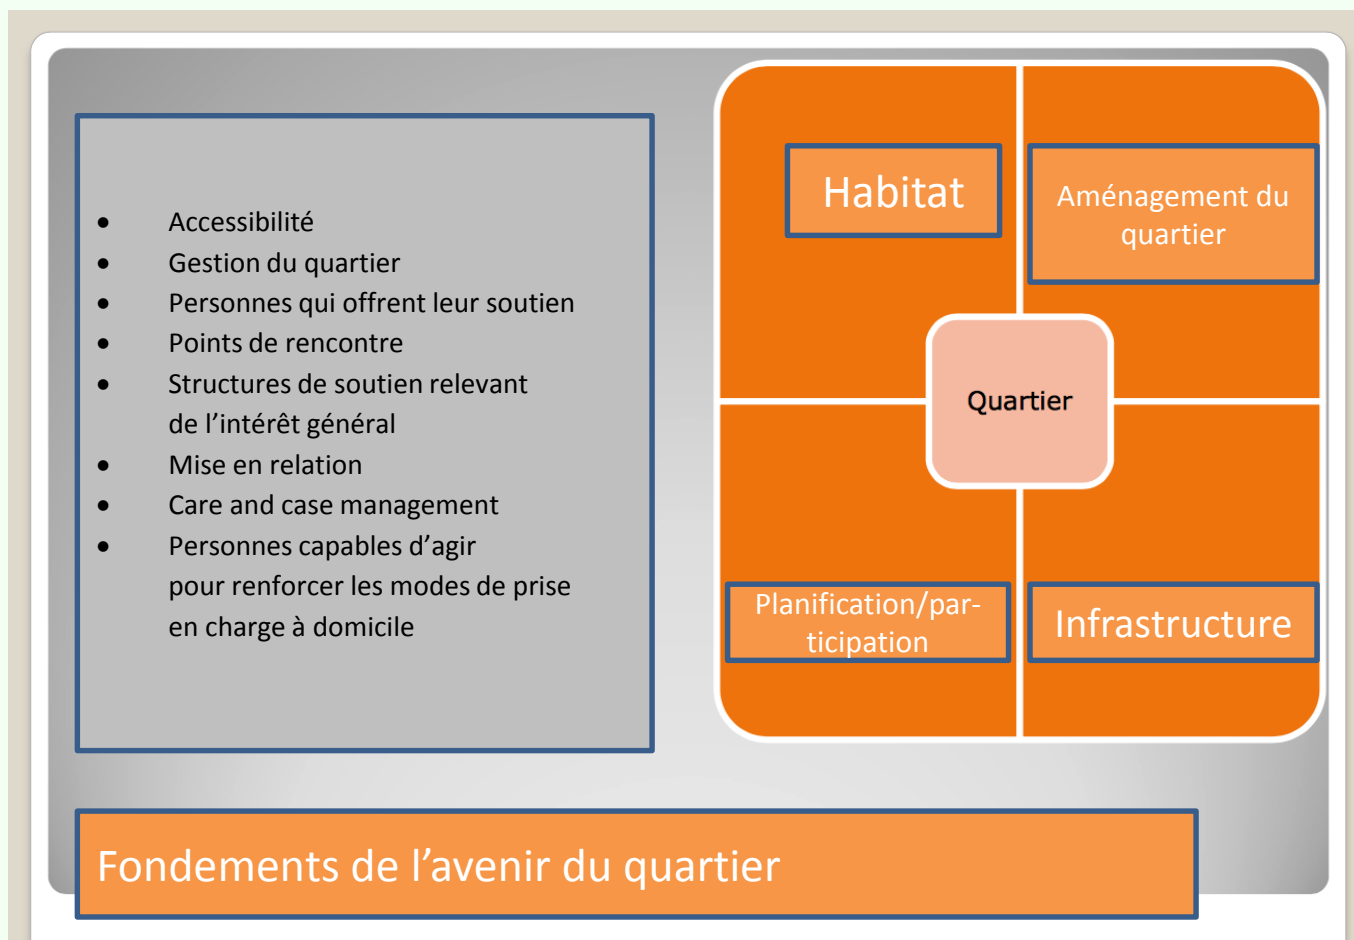 • Accessibilité
• Gestion du quartier
• Personnes qui offrent leur soutien
• Points de rencontre
• Structures de soutien relevant
de l’intérêt général
• Mise en relation
• Care and case management
• Personnes capables d’agir
pour renforcer les modes de prise
en charge à domicile
Habitat
Aménagement du
quartier
Quartier
Planification/par-
ticipation
Infrastructure
Fondements de l’avenir du quartier